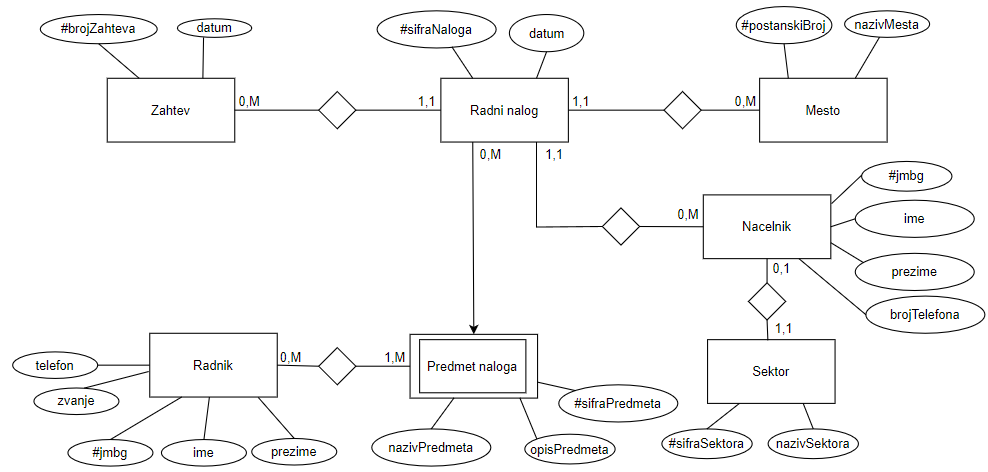 #brojZahteva
datum
#sifraNaloga
datum
#postanskiBroj
nazivMesta
Zahtev
0,M
1,1
Radni nalog
1,1
0,M
Mesto
0,M
1,1
#jmbg
ime
prezime
brojTelefona
0,M
Nacelnik
0,1
1,1
Sektor
#sifraSektora
nazivSektora
telefon
zvanje
Radnik
0,M
1,M
Predmet naloga
#jmbg
ime
prezime
nazivPredmeta
opisPredmeta
#sifraPredmeta